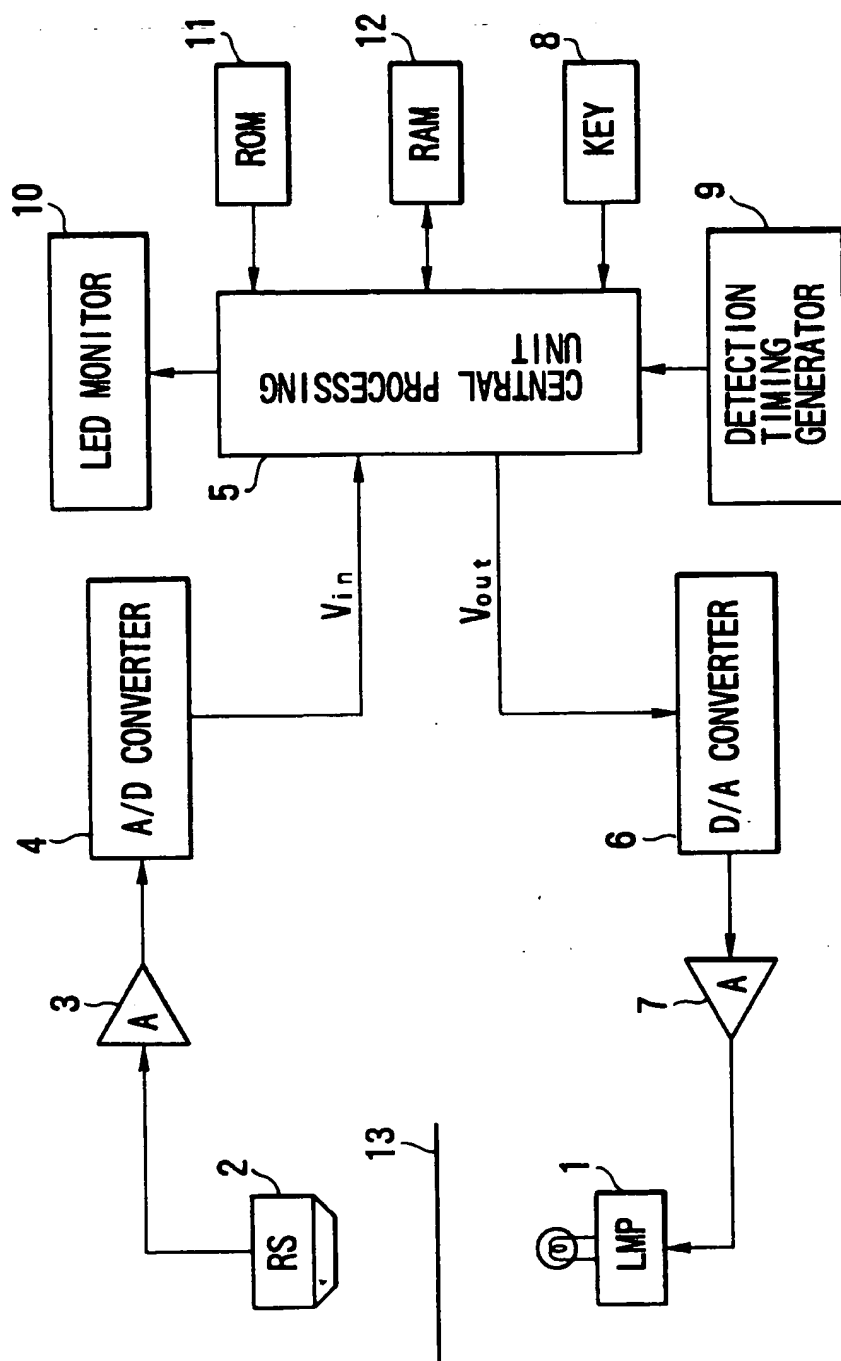 11
ROM
12
RAM
8
KEY
10
LED MONITOR
CENTRAL PROCESSING
UNIT
5
9
DETECTION
TIMING
GENERATOR
Vin
Vout
4
A/D CONVERTER
6
D/A CONVERTER
3
A
7
A
2
RS
13
1
LMP